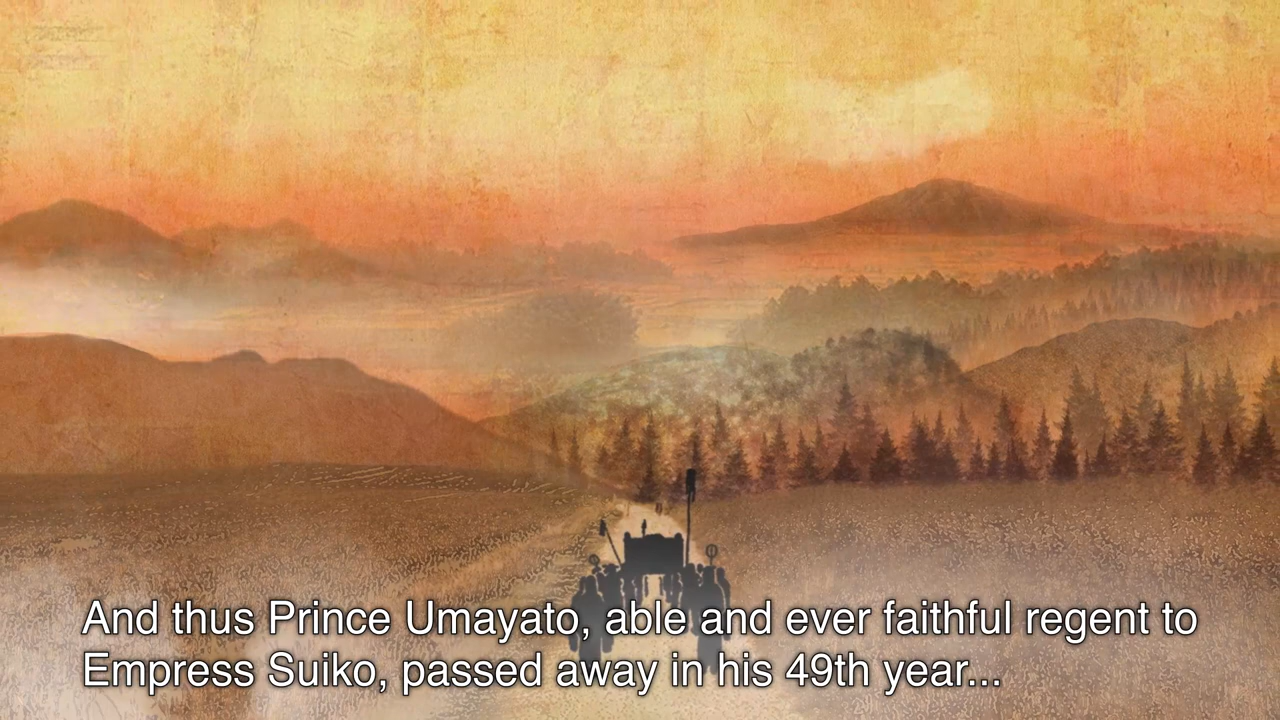 And thus Prince Umayato, able and ever faithful regent to
Empress Suiko, passed away in his 49th year...